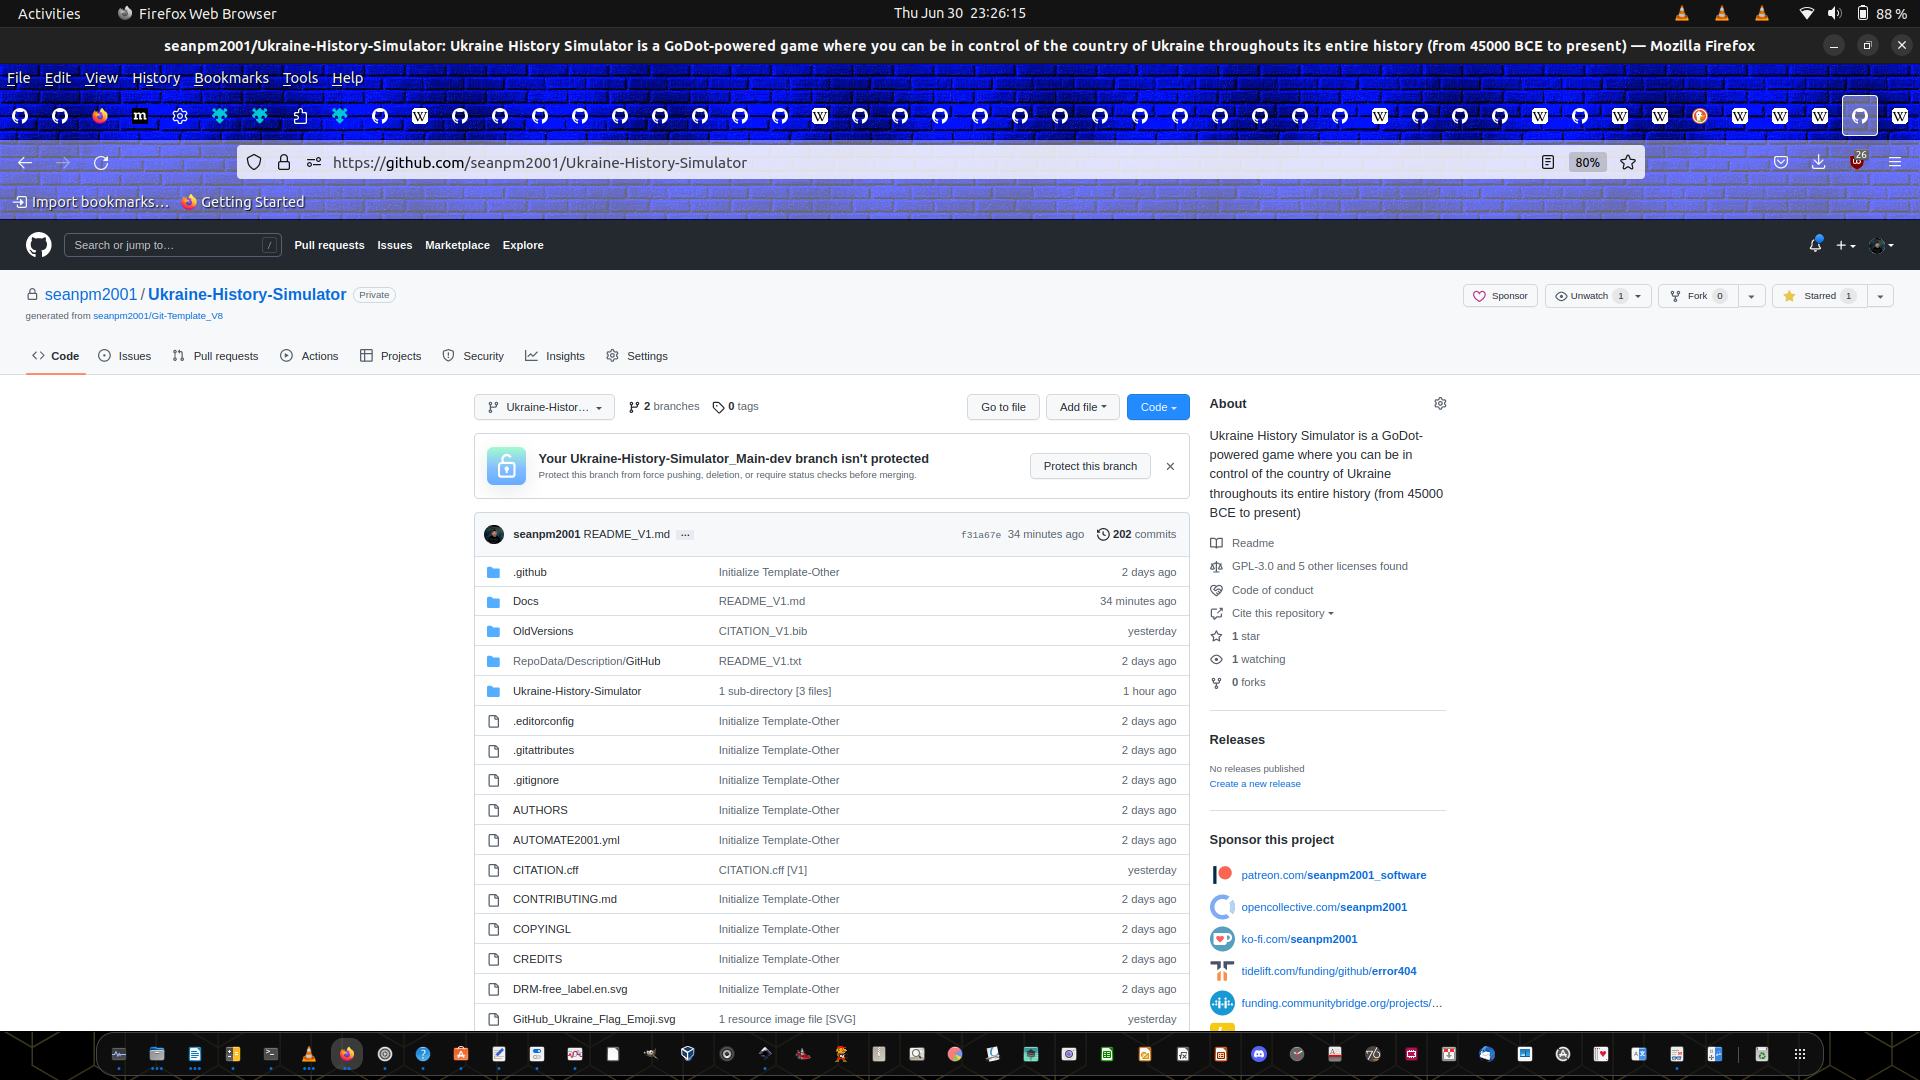 Activities
Firefox Web Browser
Thu Jun 30 23:26:15
88 %
seanpm2001/Ukraine-History-Simulator: Ukraine History Simulator is a GoDot-powered game where you can be in control of the country of Ukraine throughouts its entire history (from 45000 BCE to present) — Mozilla Firefox
File Edit View History Bookmarks Tools Help
https://github.com/seanpm2001/Ukraine-History-Simulator
80%
26
Import bookmarks…
Getting Started
Search or jump to…
/
Pull requests
Issues
Marketplace
Explore
seanpm2001 / Ukraine-History-Simulator
Private
generated from seanpm2001/Git-Template_V8
Sponsor
Unwatch 1
Fork 0
Starred 1
Code
Issues
Pull requests
Actions
Projects
Security
Insights
Settings
Ukraine-Histor…
2 branches
0 tags
Go to file
Add file
Code
Your Ukraine-History-Simulator_Main-dev branch isn't protected
Protect this branch from force pushing, deletion, or require status checks before merging.
Protect this branch
seanpm2001 README_V1.md
f31a67e 34 minutes ago
202 commits
.github Initialize Template-Other 2 days ago
Docs README_V1.md 34 minutes ago
OldVersions CITATION_V1.bib yesterday
RepoData/Description/GitHub README_V1.txt 2 days ago
Ukraine-History-Simulator 1 sub-directory [3 files] 1 hour ago
.editorconfig Initialize Template-Other 2 days ago
.gitattributes Initialize Template-Other 2 days ago
.gitignore Initialize Template-Other 2 days ago
AUTHORS Initialize Template-Other 2 days ago
AUTOMATE2001.yml Initialize Template-Other 2 days ago
CITATION.cff CITATION.cff [V1] yesterday
CONTRIBUTING.md Initialize Template-Other 2 days ago
COPYINGL Initialize Template-Other 2 days ago
CREDITS Initialize Template-Other 2 days ago
DRM-free_label.en.svg Initialize Template-Other 2 days ago
GitHub_Ukraine_Flag_Emoji.svg 1 resource image file [SVG] yesterday
About
Ukraine History Simulator is a GoDot-
powered game where you can be in
control of the country of Ukraine
throughouts its entire history (from 45000
BCE to present)
Readme
GPL-3.0 and 5 other licenses found
Code of conduct
Cite this repository
1 star
1 watching
0 forks
Releases
No releases published
Create a new release
Sponsor this project
patreon.com/seanpm2001_software
opencollective.com/seanpm2001
ko-fi.com/seanpm2001
tidelift.com/funding/github/error404
funding.communitybridge.org/projects/…